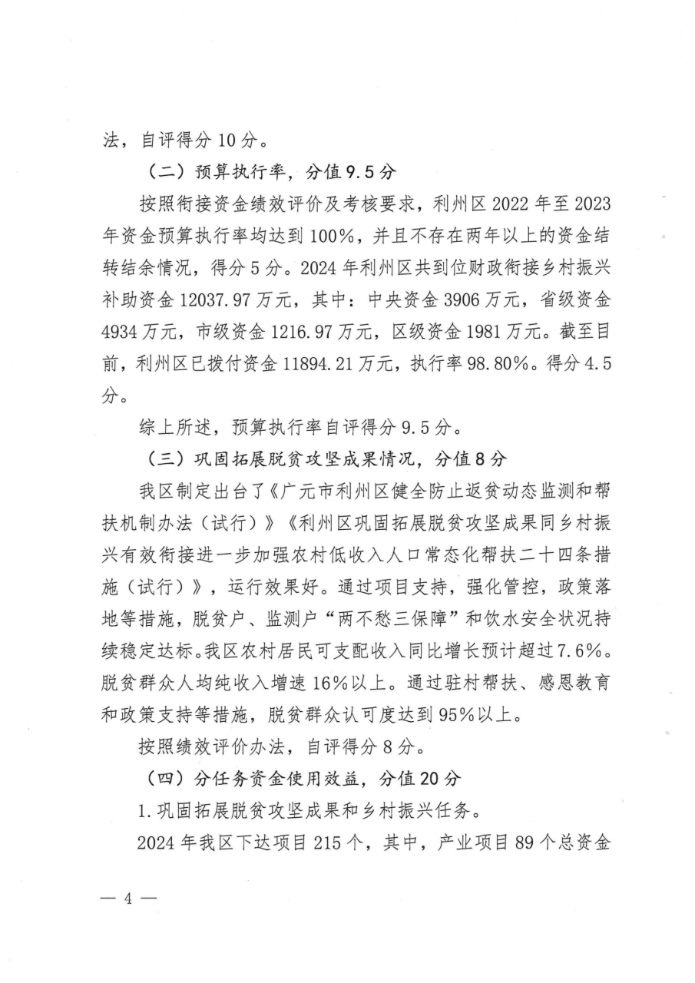 法，自评得分 10 分。
（二）预算执行率，分值 9.5 分
按照衔接资金绩效评价及考核要求，利州区 2022 年至 2023
年资金预算执行率均达到 100%，并且不存在两年以上的资金结
转结余情况，得分 5 分。2024 年利州区共到位财政衔接乡村振兴
补助资金 12037.97 万元，其中：中央资金 3906 万元，省级资金
4934 万元，市级资金 1216.97 万元，区级资金 1981 万元。截至目
前，利州区已拨付资金 11894.21 万元，执行率 98.80%。得分 4.5
分。
综上所述，预算执行率自评得分 9.5 分。
（三）巩固拓展脱贫攻坚成果情况，分值 8 分
我区制定出台了《广元市利州区健全防止返贫动态监测和帮
扶机制办法（试行）》《利州区巩固拓展脱贫攻坚成果同乡村振
兴有效衔接进一步加强农村低收入人口常态化帮扶二十四条措
施（试行）》，运行效果好。通过项目支持，强化管控，政策落
地等措施，脱贫户、监测户“两不愁三保障”和饮水安全状况持
续稳定达标。我区农村居民可支配收入同比增长预计超过 7.6%。
脱贫群众人均纯收入增速 16%以上。通过驻村帮扶、感恩教育
和政策支持等措施，脱贫群众认可度达到 95%以上。
按照绩效评价办法，自评得分 8 分。
（四）分任务资金使用效益，分值 20 分
1.巩固拓展脱贫攻坚成果和乡村振兴任务。
2024 年我区下达项目 215 个，其中，产业项目 89 个总资金
— 4 —